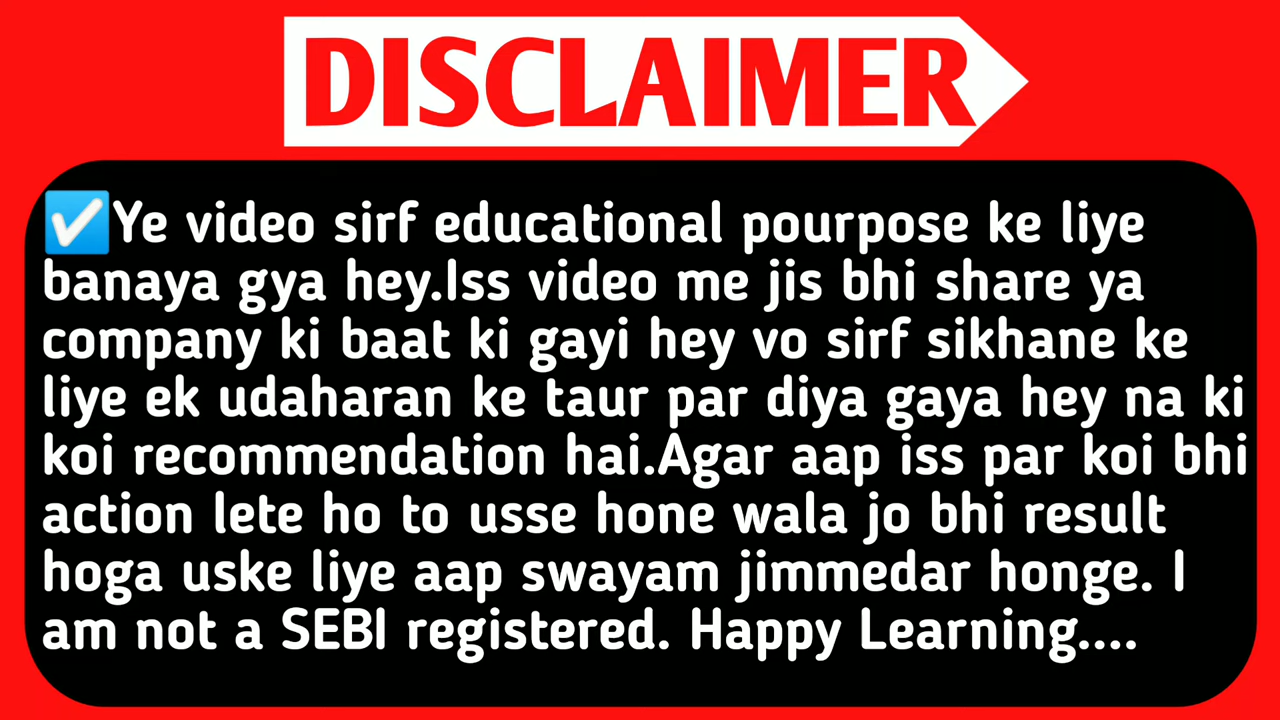 DISCLAIMER
☑Ye video sirf educational pourpose ke liye
banaya gya hey.Iss video me jis bhi share ya
company ki baat ki gayi hey vo sirf sikhane ke
liye ek udaharan ke taur par diya gaya hey na ki
koi recommendation hai.Agar aap iss par koi bhi
action lete ho to usse hone wala jo bhi result
hoga uske liye aap swayam jimmedar honge. I
am not a SEBI registered. Happy Learning....